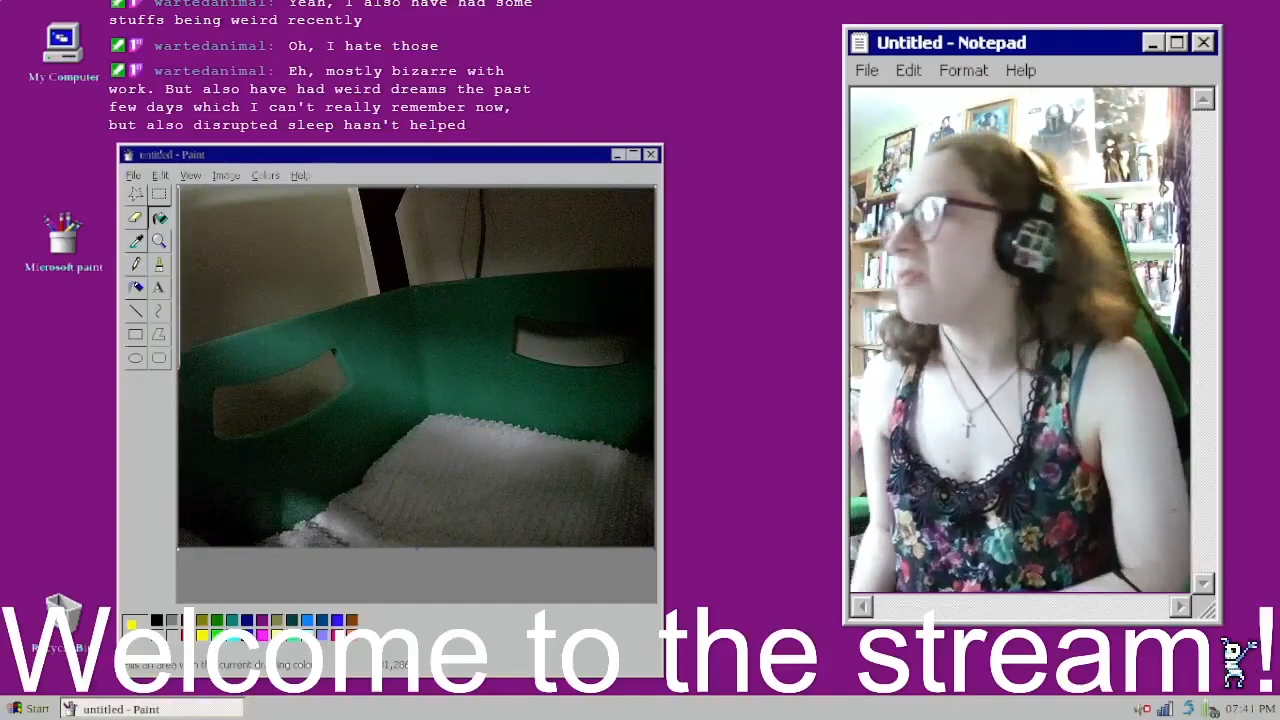 wartedanimal: Yeah, I also have had some
stuffs being weird recently
wartedanimal: Oh, I hate those
wartedanimal: Eh, mostly bizarre with
work. But also have had weird dreams the past
few days which I can't really remember now,
but also disrupted sleep hasn't helped
My Computer
Microsoft paint
untitled - Paint
File Edit View Image Colors Help
Untitled - Notepad
File Edit Format Help
Welcome to the stream !
Start
untitled - Paint
07:41 PM